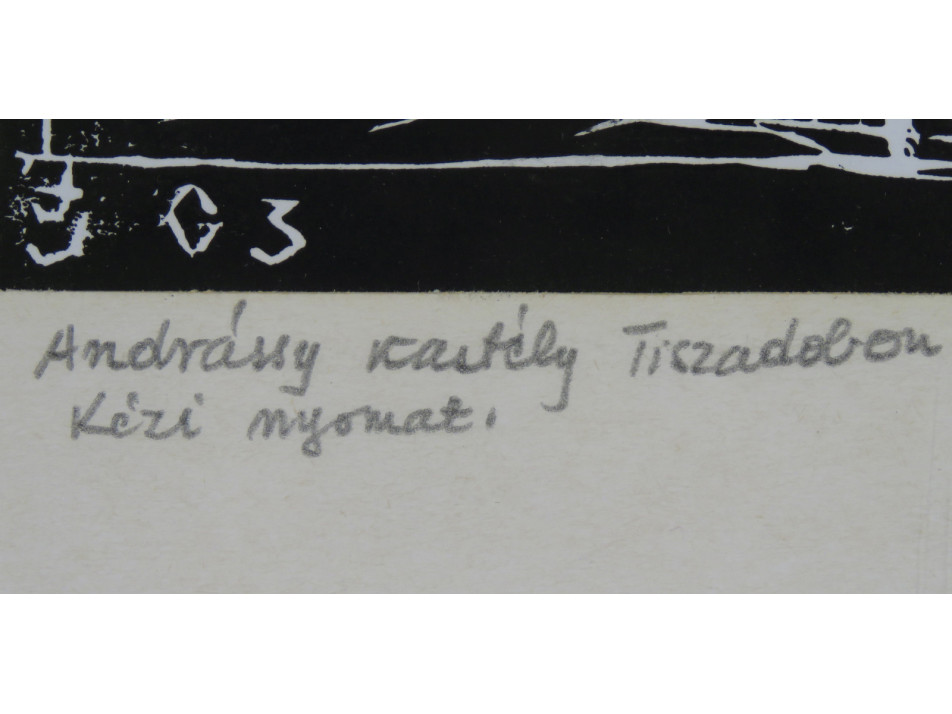 J G 3
Andrássy kastély Tiszadobon
Kézi nyomat.